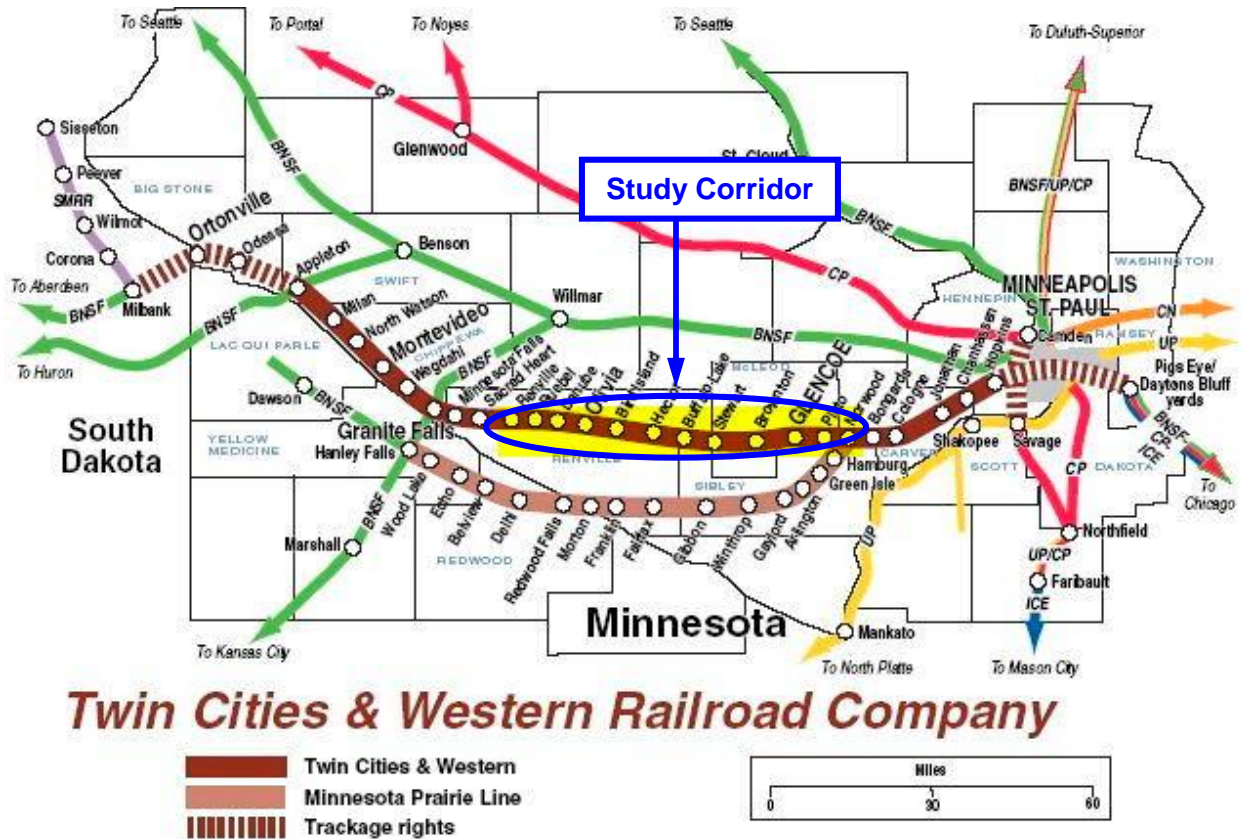 To Seattle
To Portal
To Noyes
To Seattle
To Duluth-Superior
CP
Sisseton
Glenwood
BNSF
St. Cloud
Study Corridor
Peever
BIG STONE
SMRR
Wilmot
Ortonville
Odessa
BNSF/UP/CP
BNSF
Corona
Appleton
Benson
WASHINGTON
To Aberdeen
SWIFT
CP
HENNEPIN
MINNEAPOLIS
ST. PAUL
BNSF
Milbank
Milan
North Watson
Montevideo
Willmar
CN
Camden
RAMSEY
BNSF
LAC QUI PARLE
CHIPPEWA
Wegdahl
BNSF
BNSF
McLEOD
Jonathan
Chanhassen
Hopkins
UP
Pigs Eye/
Daytons Bluff
yards
To Huron
Minnesota Falls
Sacred Heart
Renville
Danube
Olivia
Bird Island
Hector
Buffalo Lake
Stewart
Brownton
GLENCOE
Plato
Norwood
Bongards
Cologne
Dawson
BNSF
South
Dakota
YELLOW
MEDICINE
Granite Falls
Hanley Falls
RENVILLE
SIBLEY
Hamburg
Green Isle
CARVER
Shakopee
Savage
SCOTT
CP
DAKOTA
BNSF
CP
ICE
To
Chicago
BNSF
Wood Lake
Echo
Belview
Delhi
Redwood Falls
Morton
Franklin
Fairfax
Gibbon
Winthrop
Gaylord
Arlington
Marshall
REDWOOD
UP
Northfield
UP/CP
Faribault
ICE
Minnesota
Mankato
To Kansas City
To North Platte
To Mason City
Twin Cities & Western Railroad Company
Twin Cities & Western
Minnesota Prairie Line
Trackage rights
Miles
0 30 60